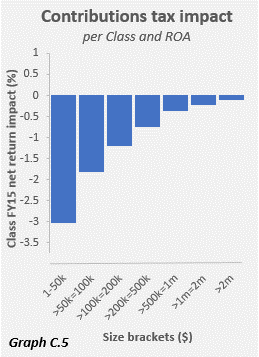 Contributions tax impact
per Class and ROA
Class FY15 net return impact (%)
1
0.5
0
-0.5
-1
-1.5
-2
-2.5
-3
-3.5
1-50k
>50k=100k
>100k=200k
>200k=500k
>500k=1m
>1m=2m
>2m
Size brackets ($)
Graph C.5